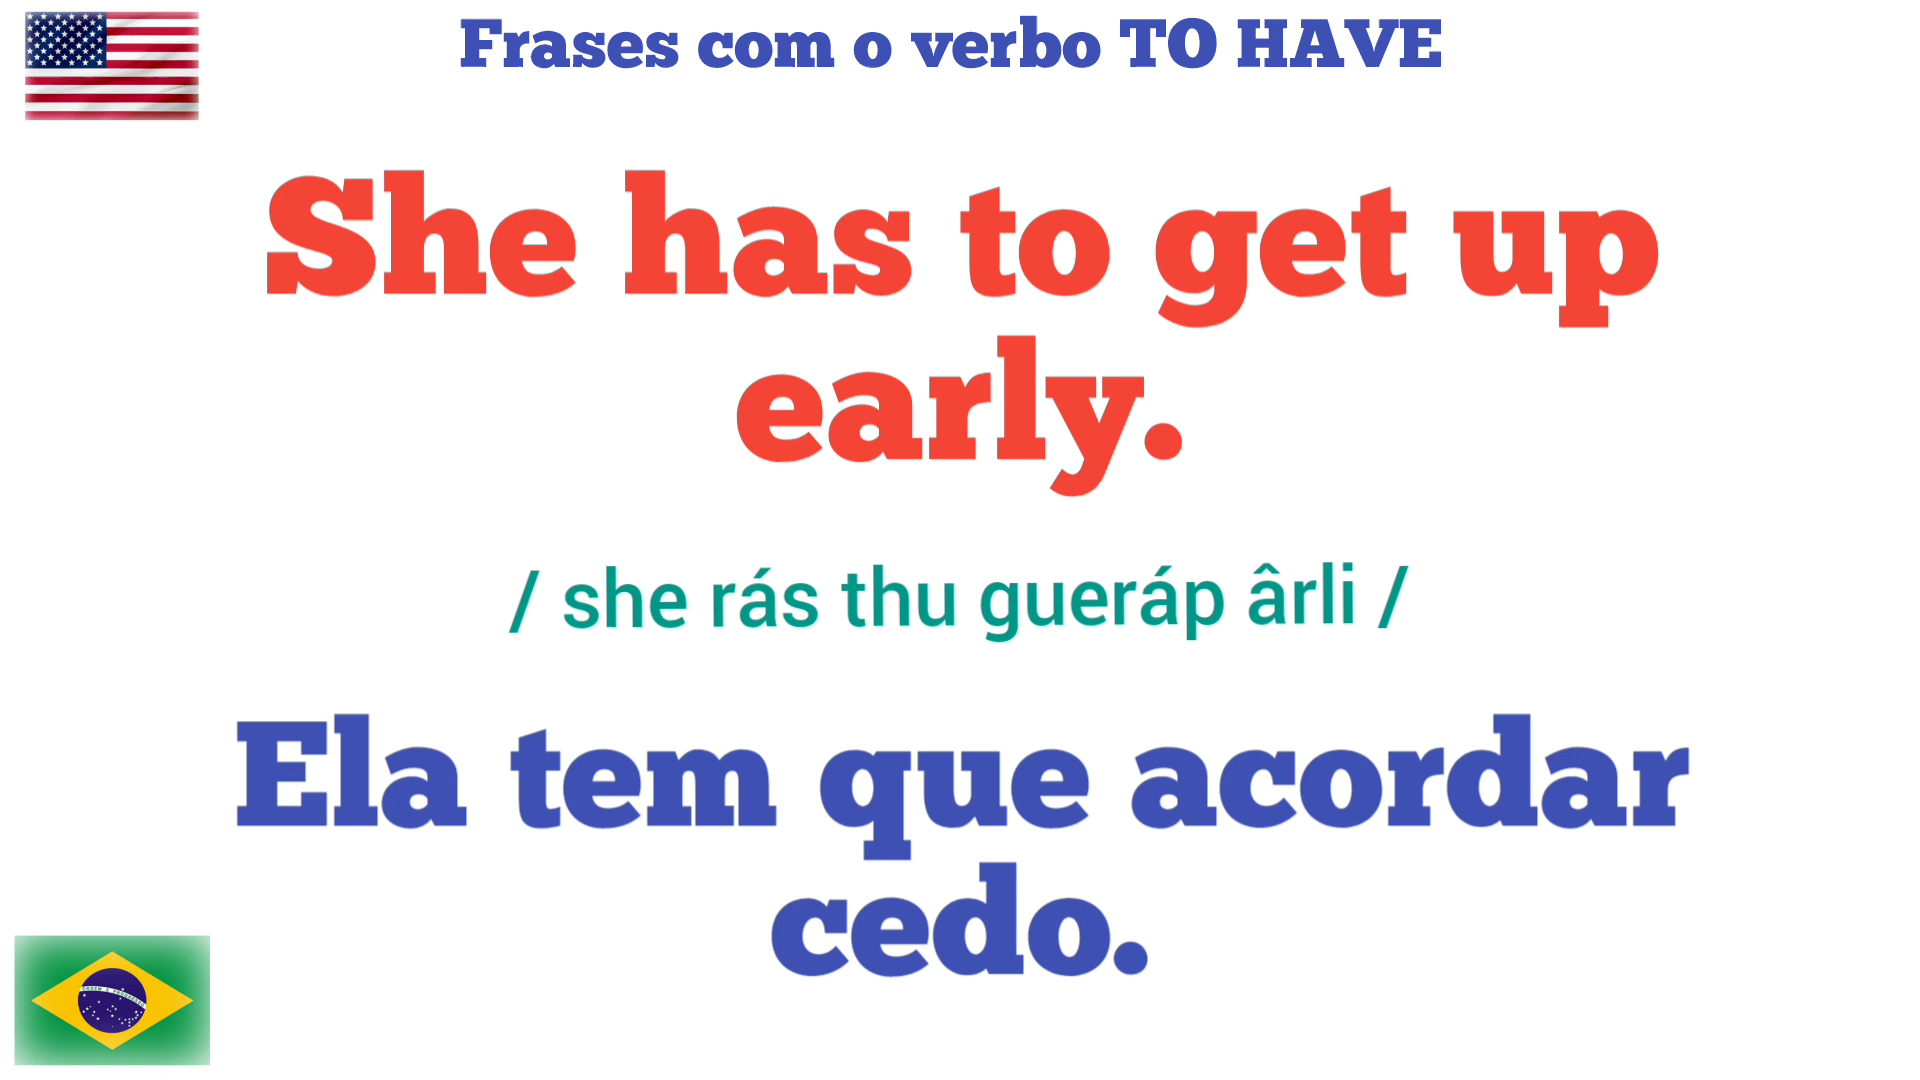 Frases com o verbo TO HAVE
She has to get up
early.
/ she rás thu gueráp ârli /
Ela tem que acordar
cedo.